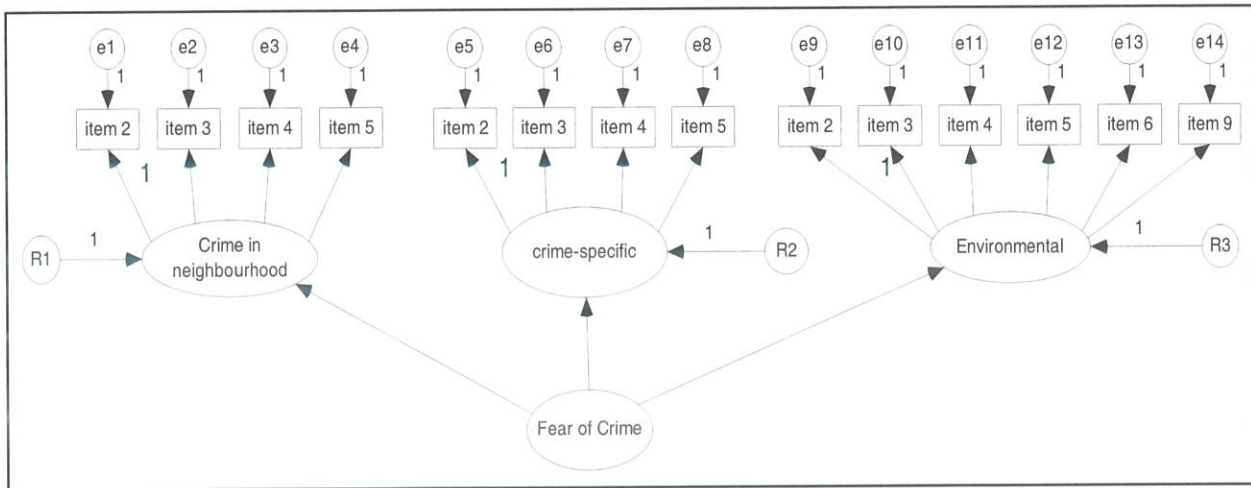 e1 e2 e3 e4 e5 e6 e7 e8 e9 e10 e11 e12 e13 e14
1 1 1 1 1 1 1 1 1 1 1 1 1 1
item 2 item 3 item 4 item 5 item 2 item 3 item 4 item 5 item 2 item 3 item 4 item 5 item 6 item 9
1 1 1
R1 1 Crime in
neighbourhood
crime-specific 1 R2
Environmental 1 R3
Fear of Crime